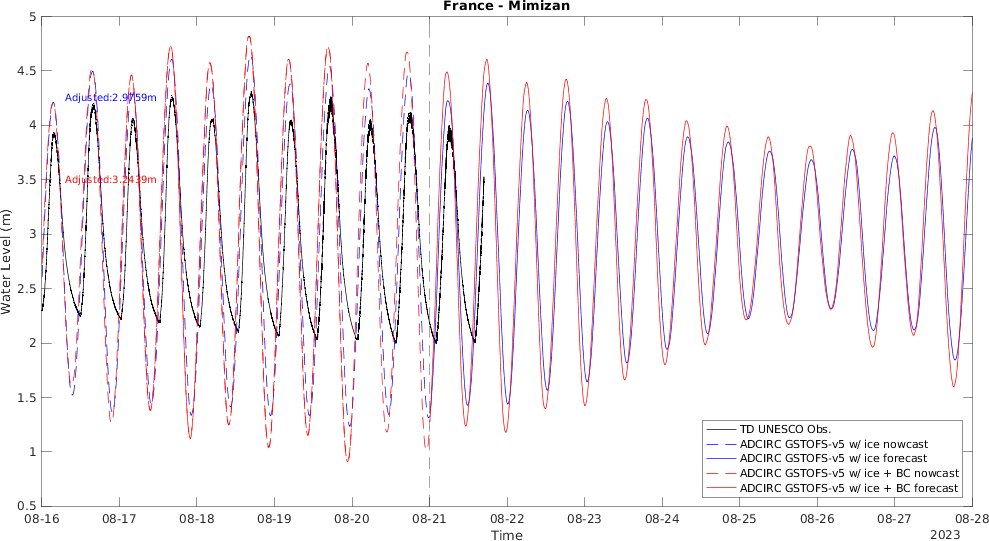 France - Mimizan
5
4.5
4
3.5
3
2.5
2
1.5
1
0.5
Water Level (m)
Adjusted:2.9759m
Adjusted:3.2439m
TD UNESCO Obs.
ADCIRC GSTOFS-v5 w/ ice nowcast
ADCIRC GSTOFS-v5 w/ ice forecast
ADCIRC GSTOFS-v5 w/ ice + BC nowcast
ADCIRC GSTOFS-v5 w/ ice + BC forecast
08-16 08-17 08-18 08-19 08-20 08-21 08-22 08-23 08-24 08-25 08-26 08-27 08-28
Time
2023